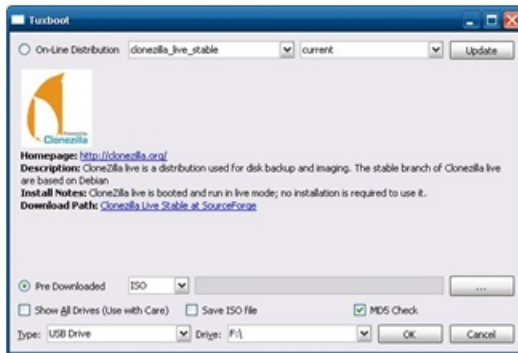 Tuxboot
On-Line Distribution clonezilla_live_stable current Update
Clonezilla
Homepage: http://clonezilla.org/
Description: CloneZilla live is a distribution used for disk backup and imaging. The stable branch of Clonezilla live
are based on Debian
Install Notes: CloneZilla live is booted and run in live mode; no installation is required to use it.
Download Path: Clonezilla Live Stable at SourceForge
Pre Downloaded ISO ...
Show All Drives (Use with Care) Save ISO file MD5 Check
Type: USB Drive Drive: F:\ OK Cancel